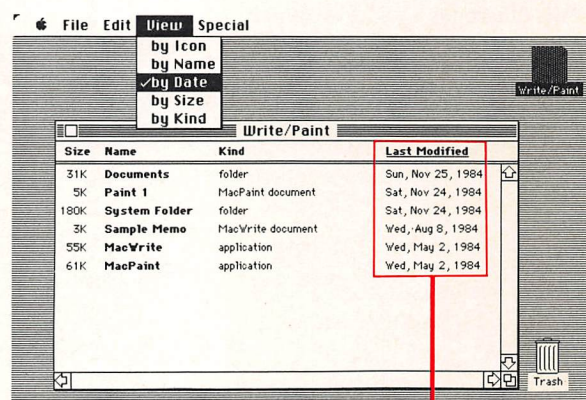 File Edit View Special
by Icon
by Name
✓by Date
by Size
by Kind
Write/Paint
Write/Paint
Size Name Kind Last Modified
31K Documents folder Sun, Nov 25, 1984
5K Paint 1 MacPaint document Sat, Nov 24, 1984
180K System Folder folder Sat, Nov 24, 1984
3K Sample Memo MacWrite document Wed, Aug 8, 1984
55K MacWrite application Wed, May 2, 1984
61K MacPaint application Wed, May 2, 1984
Trash